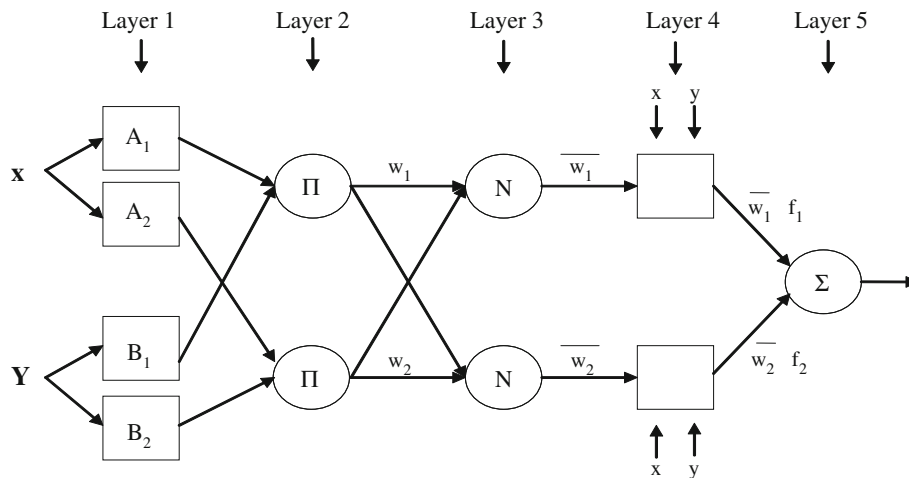 Layer 1 Layer 2 Layer 3 Layer 4 Layer 5
x y
A₁
x
A₂
Π w₁ N w̅₁
w̅₁ f₁
Σ
B₁
Y
B₂
Π w₂ N w̅₂
w̅₂ f₂
x y